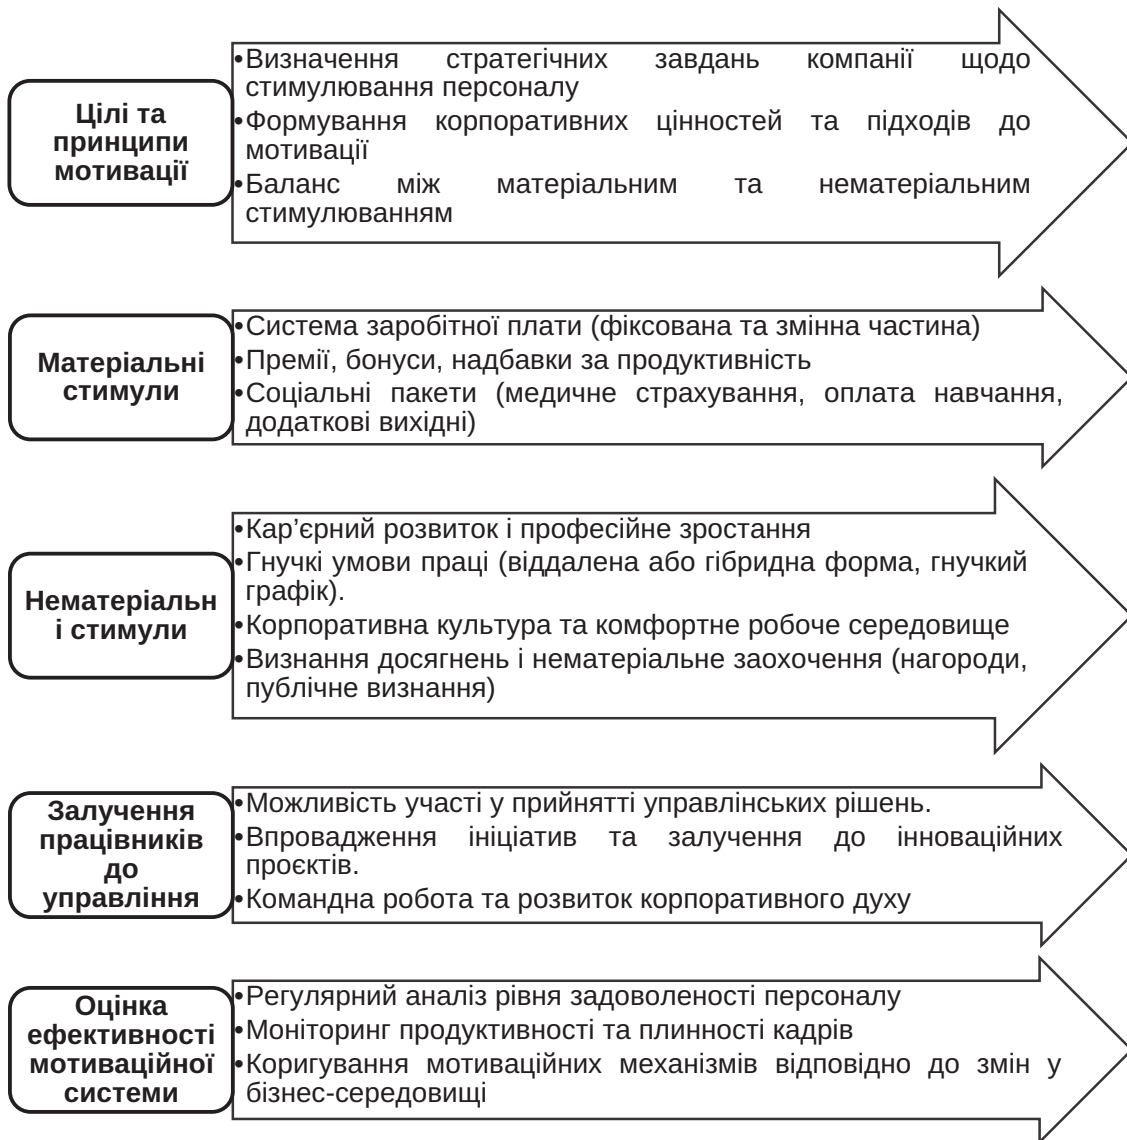 Цілі та
принципи
мотивації
•Визначення стратегічних завдань компанії щодо
стимулювання персоналу
•Формування корпоративних цінностей та підходів до
мотивації
•Баланс між матеріальним та нематеріальним
стимулюванням
Матеріальні
стимули
•Система заробітної плати (фіксована та змінна частина)
•Премії, бонуси, надбавки за продуктивність
•Соціальні пакети (медичне страхування, оплата навчання,
додаткові вихідні)
Нематеріальн
і стимули
•Кар’єрний розвиток і професійне зростання
•Гнучкі умови праці (віддалена або гібридна форма, гнучкий
графік).
•Корпоративна культура та комфортне робоче середовище
•Визнання досягнень і нематеріальне заохочення (нагороди,
публічне визнання)
Залучення
працівників
до
управління
•Можливість участі у прийнятті управлінських рішень.
•Впровадження ініціатив та залучення до інноваційних
проєктів.
•Командна робота та розвиток корпоративного духу
Оцінка
ефективності
мотиваційної
системи
•Регулярний аналіз рівня задоволеності персоналу
•Моніторинг продуктивності та плинності кадрів
•Коригування мотиваційних механізмів відповідно до змін у
бізнес-середовищі